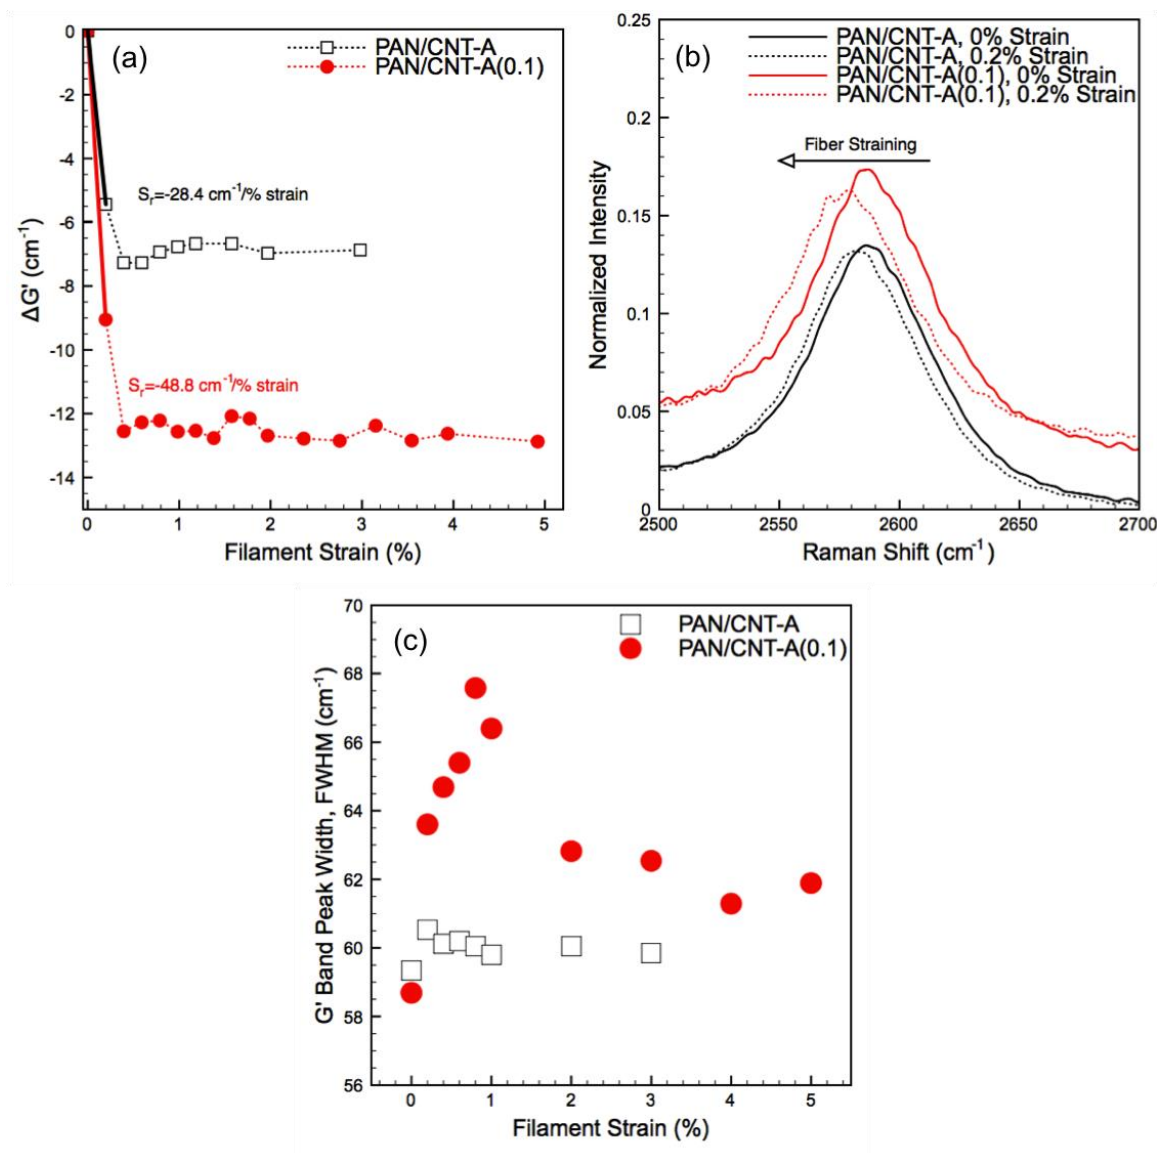 (a)
PAN/CNT-A
PAN/CNT-A(0.1)
Sr=-28.4 cm-1/% strain
Sr=-48.8 cm-1/% strain
0
-2
-4
-6
-8
-10
-12
-14
ΔG' (cm-1)
0 1 2 3 4 5
Filament Strain (%)
(b)
PAN/CNT-A, 0% Strain
PAN/CNT-A, 0.2% Strain
PAN/CNT-A(0.1), 0% Strain
PAN/CNT-A(0.1), 0.2% Strain
Fiber Straining
0.25
0.2
0.15
0.1
0.05
0
Normalized Intensity
2500 2550 2600 2650 2700
Raman Shift (cm-1)
(c)
PAN/CNT-A
PAN/CNT-A(0.1)
70
68
66
64
62
60
58
56
G' Band Peak Width, FWHM (cm-1)
0 1 2 3 4 5
Filament Strain (%)